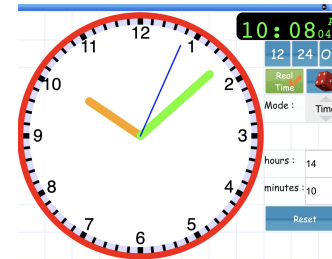 12
11 1
10 2
9 3
8 4
7 5
6
10:08 04
12 24
Real
Time
Mode :
hours : 14
minutes : 10
Reset